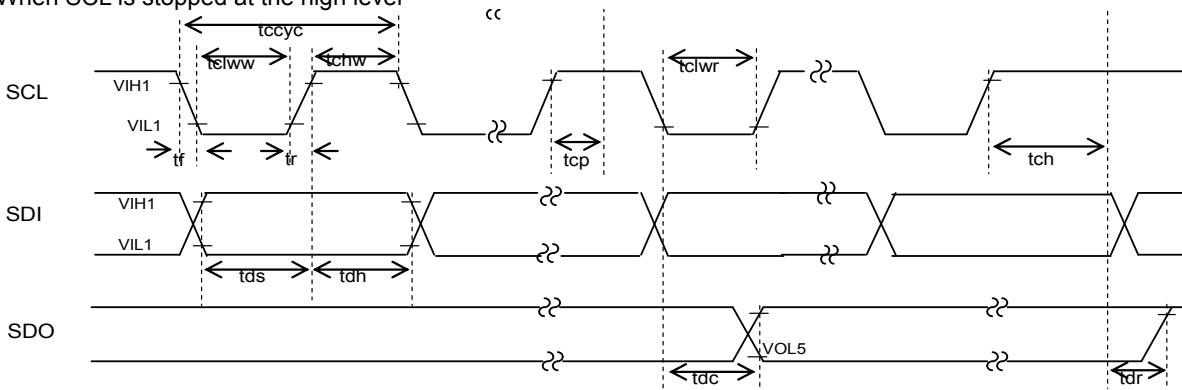 When SCL is stopped at the high level
tccyc
tclww
tchw
tclwr
SCL
VIH1
VIL1
tf
tr
tcp
tch
SDI
VIH1
VIL1
tds
tdh
SDO
VOL5
tdc
tdr